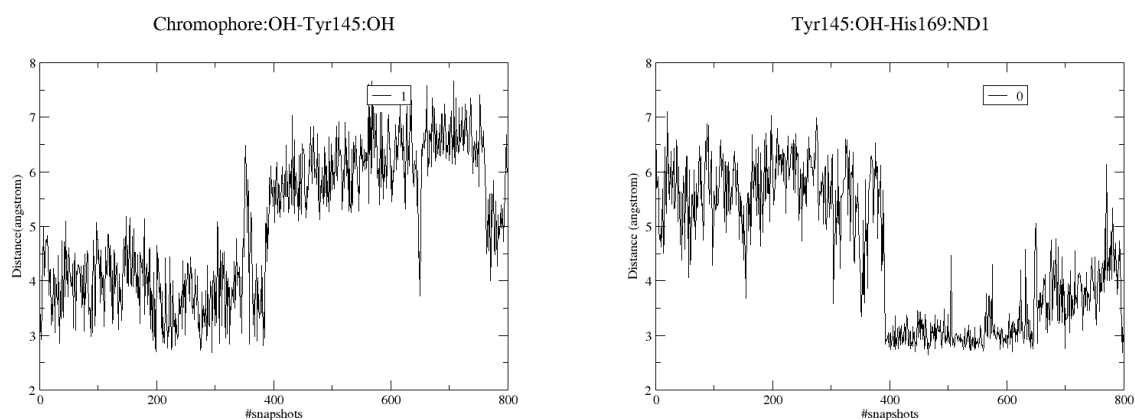 Chromophore:OH-Tyr145:OH
8
7
6
5
4
3
2
Distance(angstrom)
1
0 200 400 600 800
#snapshots
Tyr145:OH-His169:ND1
8
7
6
5
4
3
2
Distance (angstrom)
0
0 200 400 600 800
#snapshots